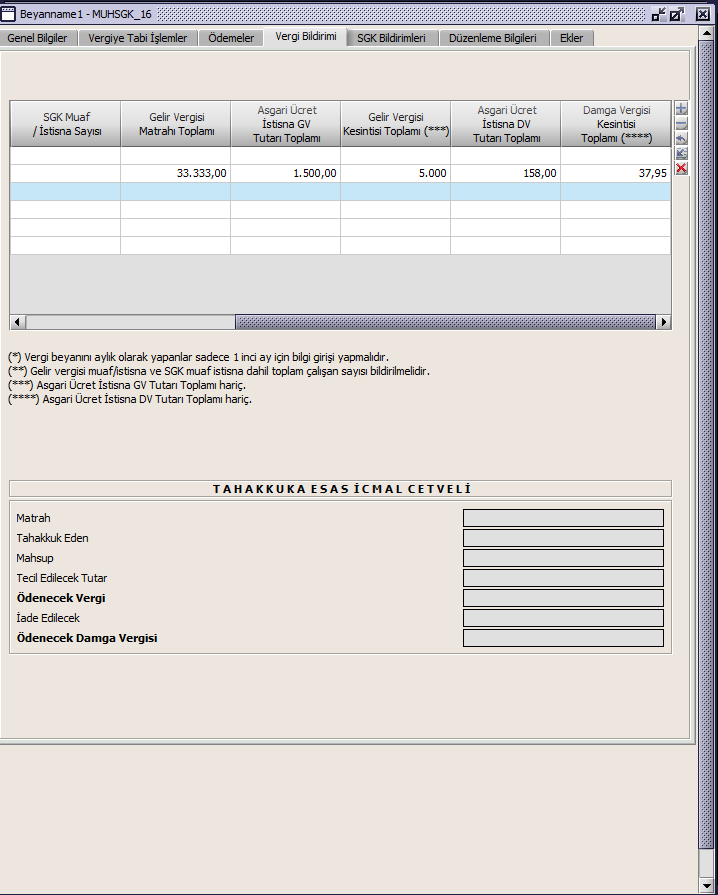 Beyanname1 - MUHSGK_16
Genel Bilgiler Vergiye Tabi İşlemler Ödemeler Vergi Bildirimi SGK Bildirimleri Düzenleme Bilgileri Ekler
SGK Muaf
/ İstisna Sayısı
Gelir Vergisi
Matrahı Toplamı
Asgari Ücret
İstisna GV
Tutarı Toplamı
Gelir Vergisi
Kesintisi Toplamı (***)
Asgari Ücret
İstisna DV
Tutarı Toplamı
Damga Vergisi
Kesintisi
Toplamı (****)
33.333,00 1.500,00 5.000 158,00 37,95
(*) Vergi beyanını aylık olarak yapanlar sadece 1 inci ay için bilgi girişi yapmalıdır.
(**) Gelir vergisi muaf/istisna ve SGK muaf istisna dahil toplam çalışan sayısı bildirilmelidir.
(***) Asgari Ücret İstisna GV Tutarı Toplamı hariç.
(****) Asgari Ücret İstisna DV Tutarı Toplamı hariç.
TAHAKKUKA ESAS İCMAL CETVELİ
Matrah
Tahakkuk Eden
Mahsup
Tecil Edilecek Tutar
Ödenecek Vergi
İade Edilecek
Ödenecek Damga Vergisi